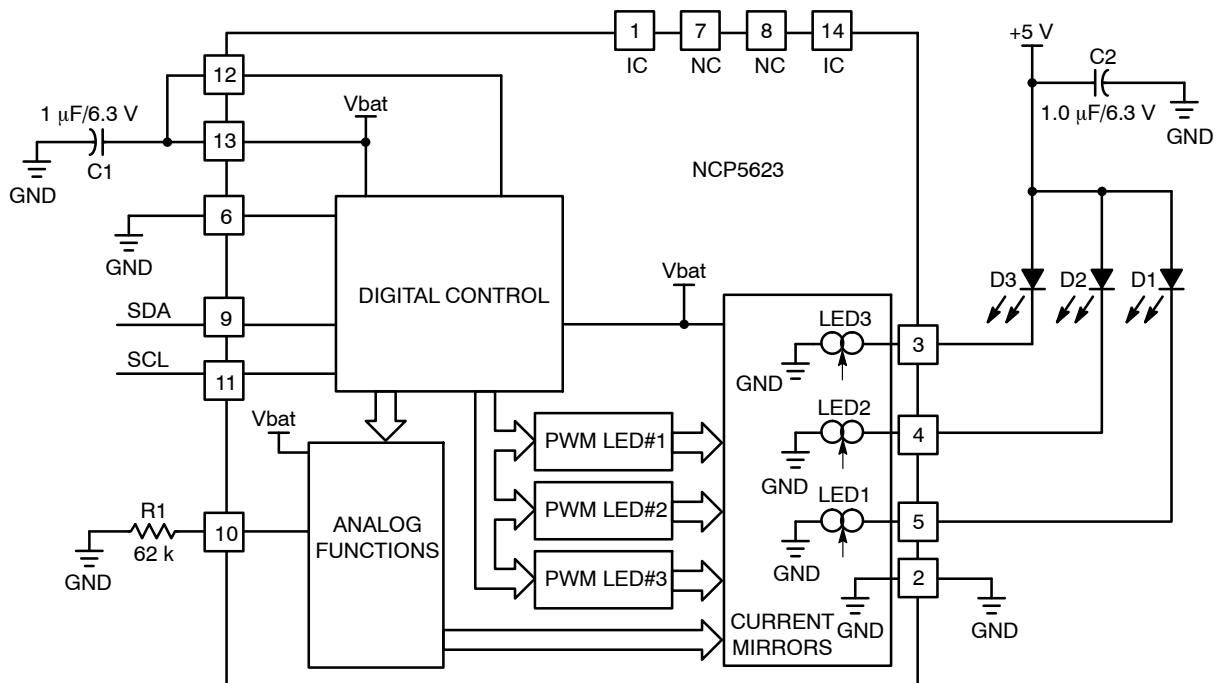 1
7
8
14
IC
NC
NC
IC
+5 V
C2
1.0 μF/6.3 V
GND
12
Vbat
1 μF/6.3 V
13
C1
GND
NCP5623
6
GND
DIGITAL CONTROL
Vbat
SDA
9
SCL
11
D3
D2
D1
LED3
3
GND
LED2
4
GND
LED1
5
GND
2
GND
GND
CURRENT
MIRRORS
Vbat
PWM LED#1
PWM LED#2
PWM LED#3
R1
10
62 k
GND
ANALOG
FUNCTIONS